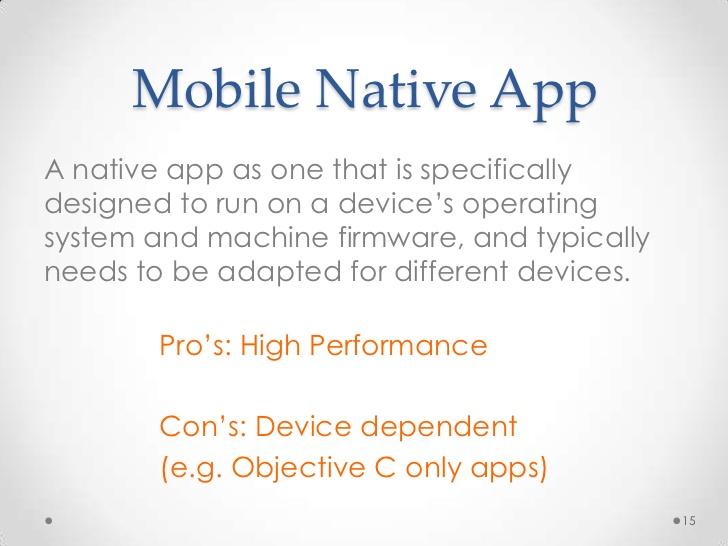 Mobile Native App
A native app as one that is specifically
designed to run on a device’s operating
system and machine firmware, and typically
needs to be adapted for different devices.
Pro’s: High Performance
Con’s: Device dependent
(e.g. Objective C only apps)
15